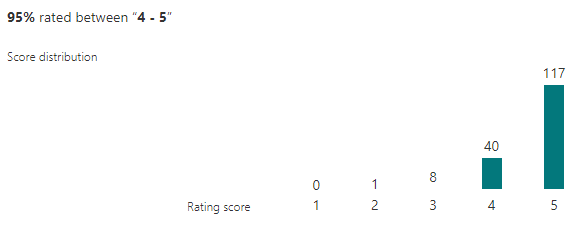 95% rated between “4 - 5”
Score distribution
117
40
8
1
0
Rating score 1 2 3 4 5